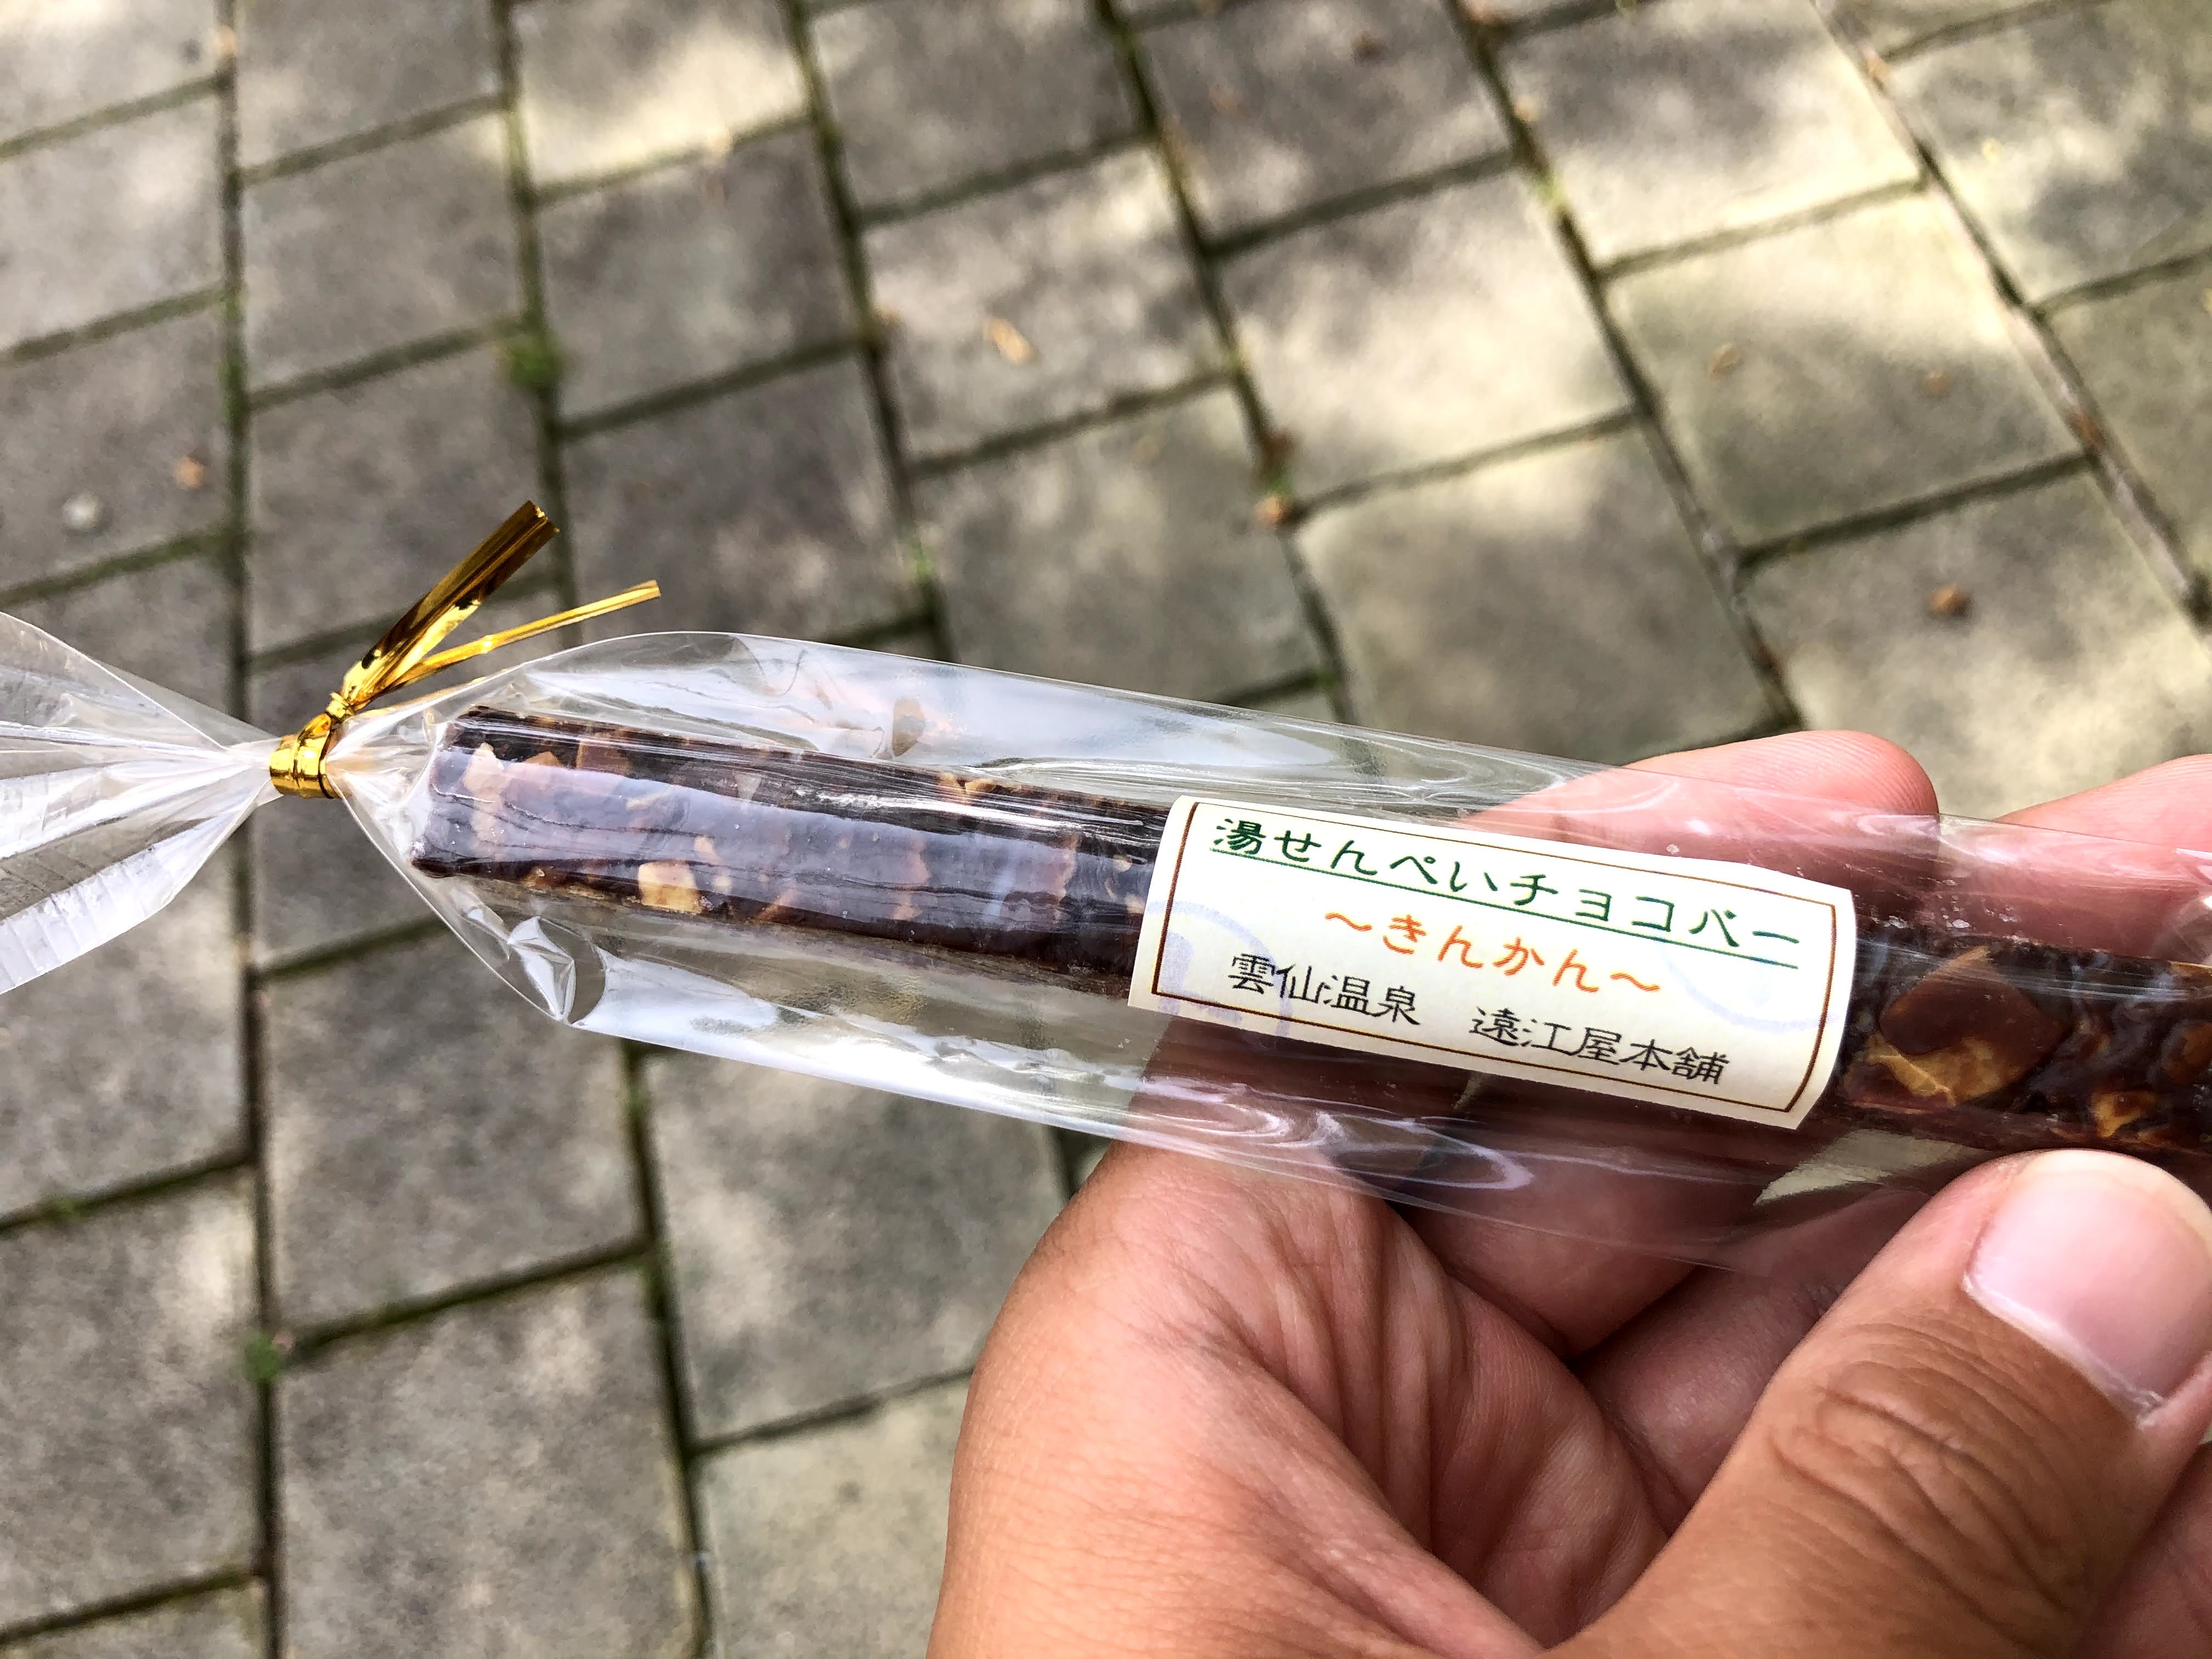 湯せんぺいチョコバー
～きんかん～
雲仙温泉　遠江屋本舗